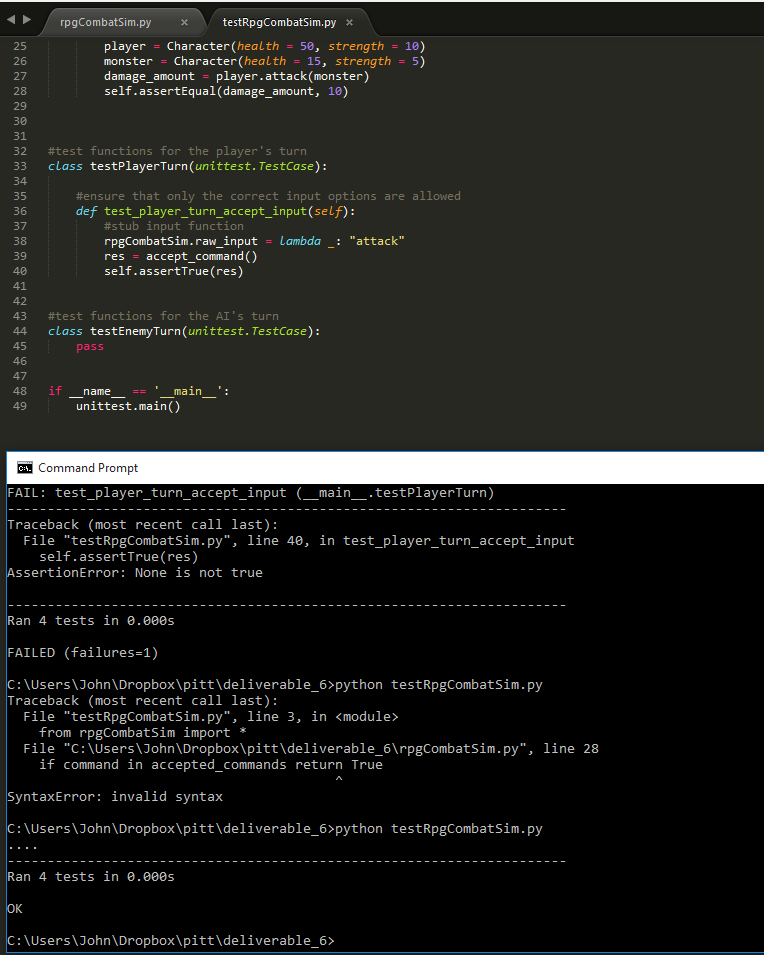 rpgCombatSim.py × testRpgCombatSim.py ×
25 player = Character(health = 50, strength = 10)
26 monster = Character(health = 15, strength = 5)
27 damage_amount = player.attack(monster)
28 self.assertEqual(damage_amount, 10)
29
30
31
32 #test functions for the player's turn
33 class testPlayerTurn(unittest.TestCase):
34
35 #ensure that only the correct input options are allowed
36 def test_player_turn_accept_input(self):
37 #stub input function
38 rpgCombatSim.raw_input = lambda _: "attack"
39 res = accept_command()
40 self.assertTrue(res)
41
42
43 #test functions for the AI's turn
44 class testEnemyTurn(unittest.TestCase):
45 pass
46
47
48 if __name__ == '__main__':
49 unittest.main()
C:\. Command Prompt
FAIL: test_player_turn_accept_input (__main__.testPlayerTurn)
----------------------------------------------------------------------
Traceback (most recent call last):
File "testRpgCombatSim.py", line 40, in test_player_turn_accept_input
self.assertTrue(res)
AssertionError: None is not true
----------------------------------------------------------------------
Ran 4 tests in 0.000s
FAILED (failures=1)
C:\Users\John\Dropbox\pitt\deliverable_6>python testRpgCombatSim.py
Traceback (most recent call last):
File "testRpgCombatSim.py", line 3, in <module>
from rpgCombatSim import *
File "C:\Users\John\Dropbox\pitt\deliverable_6\rpgCombatSim.py", line 28
if command in accepted_commands return True
^
SyntaxError: invalid syntax
C:\Users\John\Dropbox\pitt\deliverable_6>python testRpgCombatSim.py
....
----------------------------------------------------------------------
Ran 4 tests in 0.000s
OK
C:\Users\John\Dropbox\pitt\deliverable_6>